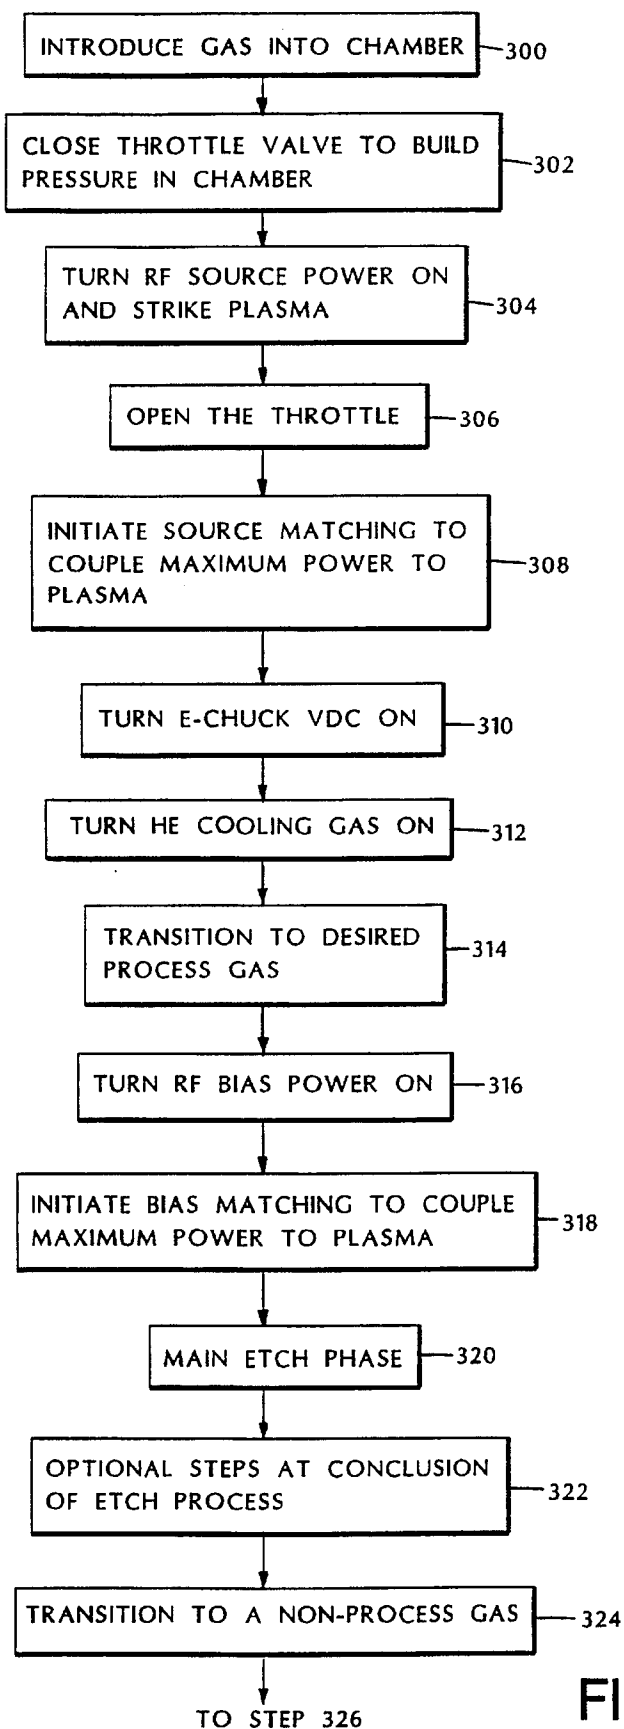 INTRODUCE GAS INTO CHAMBER
300
CLOSE THROTTLE VALVE TO BUILD
PRESSURE IN CHAMBER
302
TURN RF SOURCE POWER ON
AND STRIKE PLASMA
304
OPEN THE THROTTLE
306
INITIATE SOURCE MATCHING TO
COUPLE MAXIMUM POWER TO
PLASMA
308
TURN E-CHUCK VDC ON
310
TURN HE COOLING GAS ON
312
TRANSITION TO DESIRED
PROCESS GAS
314
TURN RF BIAS POWER ON
316
INITIATE BIAS MATCHING TO COUPLE
MAXIMUM POWER TO PLASMA
318
MAIN ETCH PHASE
320
OPTIONAL STEPS AT CONCLUSION
OF ETCH PROCESS
322
TRANSITION TO A NON-PROCESS GAS
324
TO STEP 326
FI